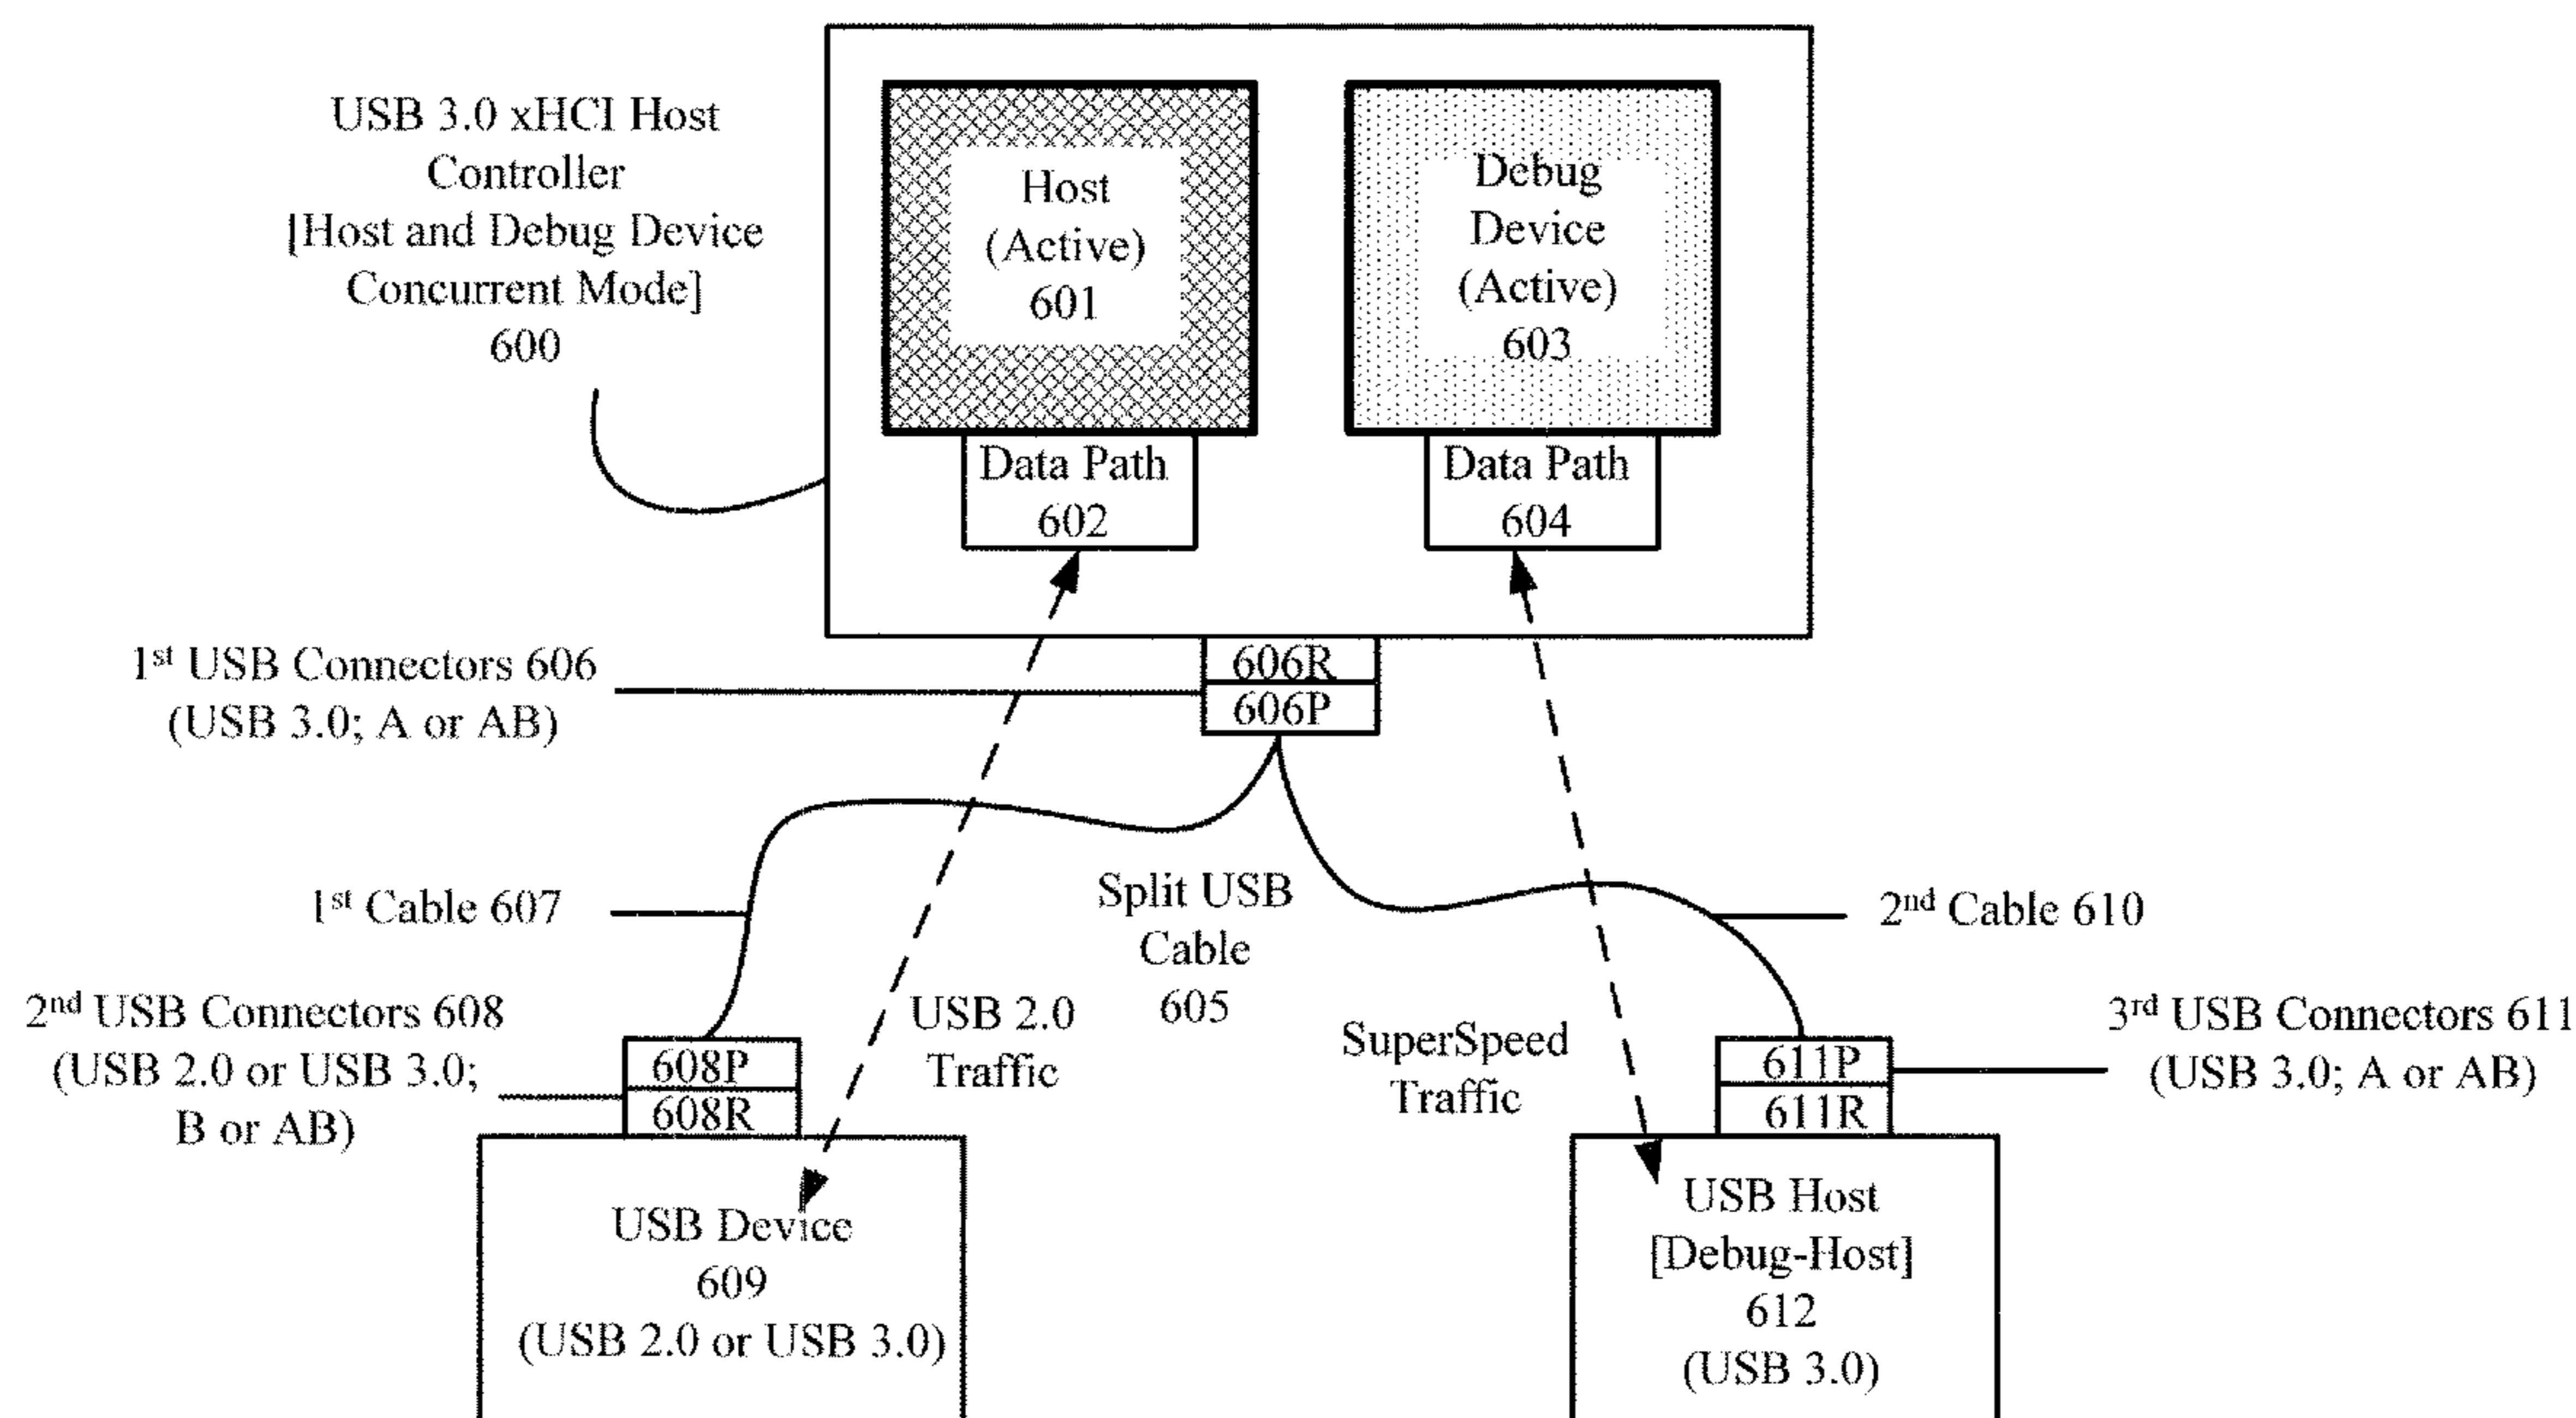 USB 3.0 xHCI Host
Controller
[Host and Debug Device
Concurrent Mode]
600
Host
(Active)
601
Data Path
602
Debug
Device
(Active)
603
Data Path
604
1st USB Connectors 606
(USB 3.0; A or AB)
606R
606P
1st Cable 607
Split USB
Cable
605
2nd Cable 610
2nd USB Connectors 608
(USB 2.0 or USB 3.0;
B or AB)
608P
608R
USB 2.0
Traffic
SuperSpeed
Traffic
611P
611R
3rd USB Connectors 611
(USB 3.0; A or AB)
USB Device
609
(USB 2.0 or USB 3.0)
USB Host
[Debug-Host]
612
(USB 3.0)